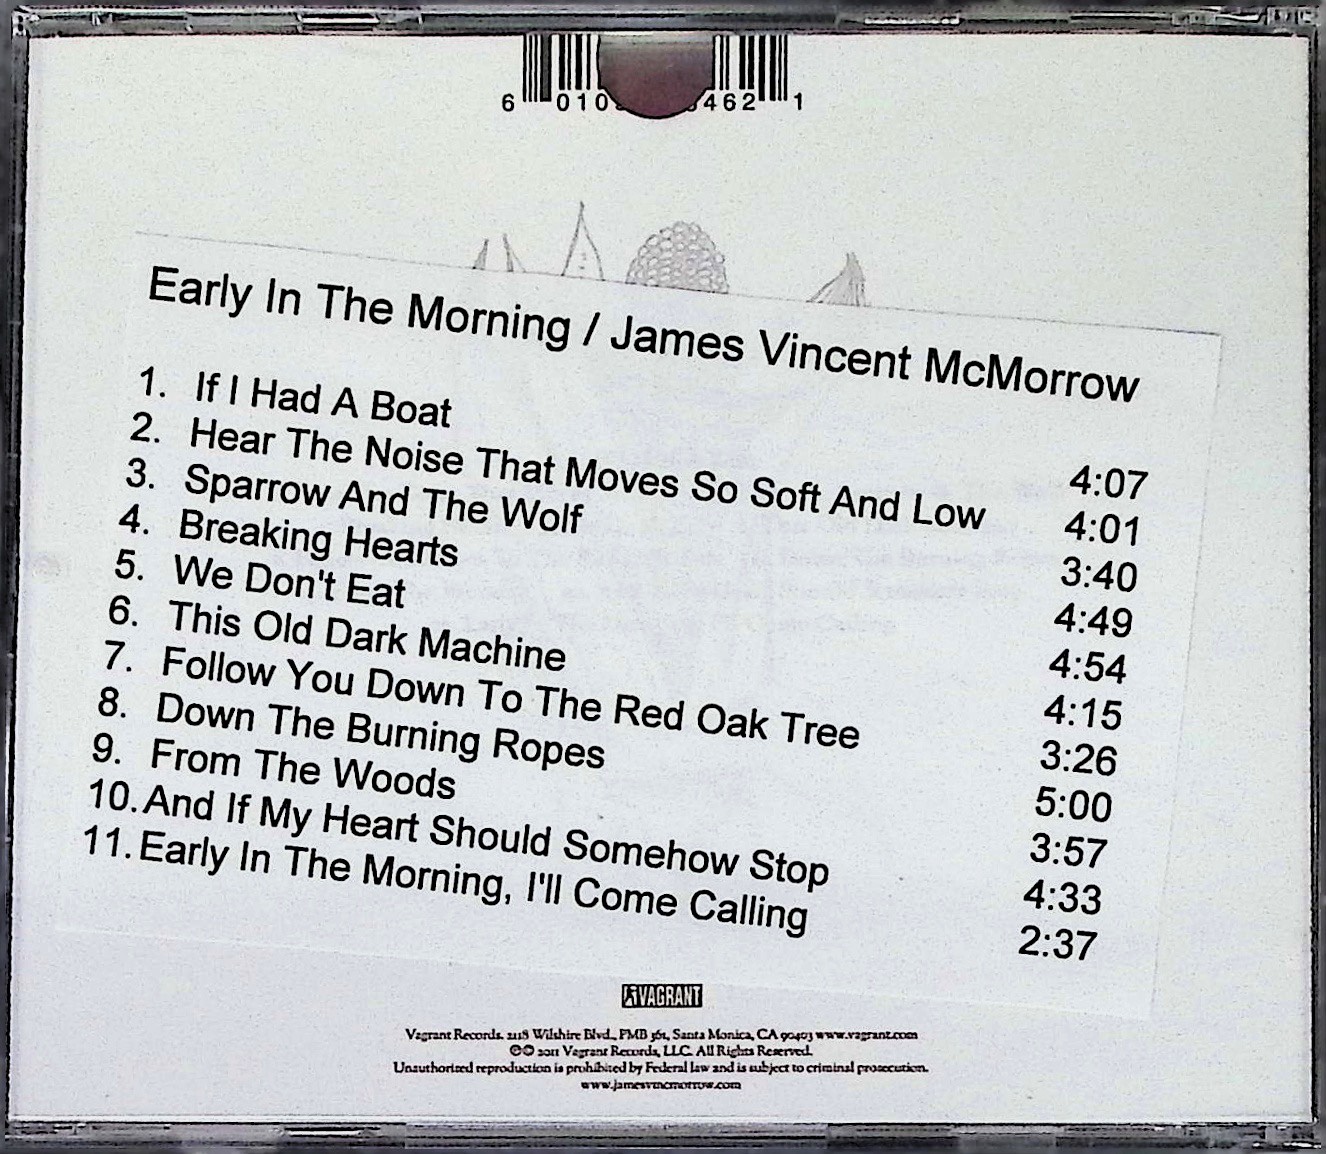 6 010 462 1
Early In The Morning / James Vincent McMorrow
1. If I Had A Boat 4:07
2. Hear The Noise That Moves So Soft And Low 4:01
3. Sparrow And The Wolf 3:40
4. Breaking Hearts 4:49
5. We Don't Eat 4:54
6. This Old Dark Machine 4:15
7. Follow You Down To The Red Oak Tree 3:26
8. Down The Burning Ropes 5:00
9. From The Woods 3:57
10. And If My Heart Should Somehow Stop 4:33
11. Early In The Morning, I'll Come Calling 2:37
VAGRANT
Vagrant Records. 2118 Wilshire Blvd., PMB 361, Santa Monica, CA 90403 www.vagrant.com
℗© 2011 Vagrant Records, LLC. All Rights Reserved.
Unauthorized reproduction is prohibited by Federal law and is subject to criminal prosecution.
www.jamesvmcmorrow.com